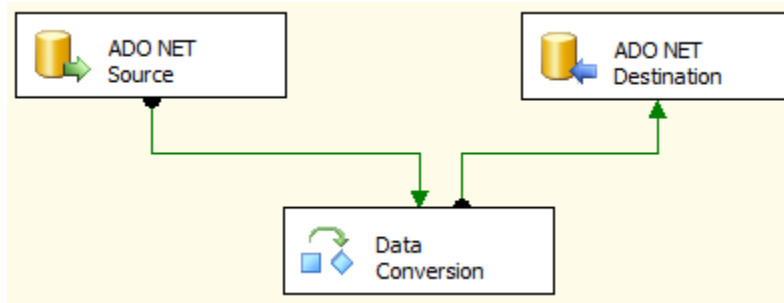 ADO NET
Source
ADO NET
Destination
Data
Conversion